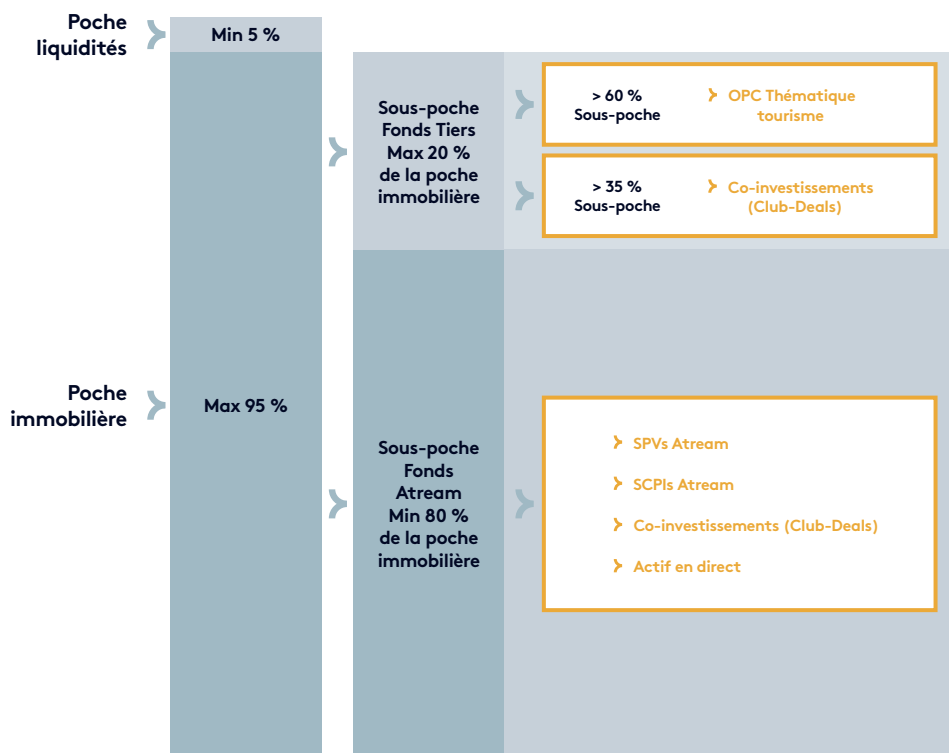 Poche
liquidités
Min 5 %
Sous-poche
Fonds Tiers
Max 20 %
de la poche
immobilière
> 60 %
Sous-poche
OPC Thématique
tourisme
> 35 %
Sous-poche
Co-investissements
(Club-Deals)
Poche
immobilière
Max 95 %
Sous-poche
Fonds
Atream
Min 80 %
de la poche
immobilière
SPVs Atream
SCPIs Atream
Co-investissements (Club-Deals)
Actif en direct